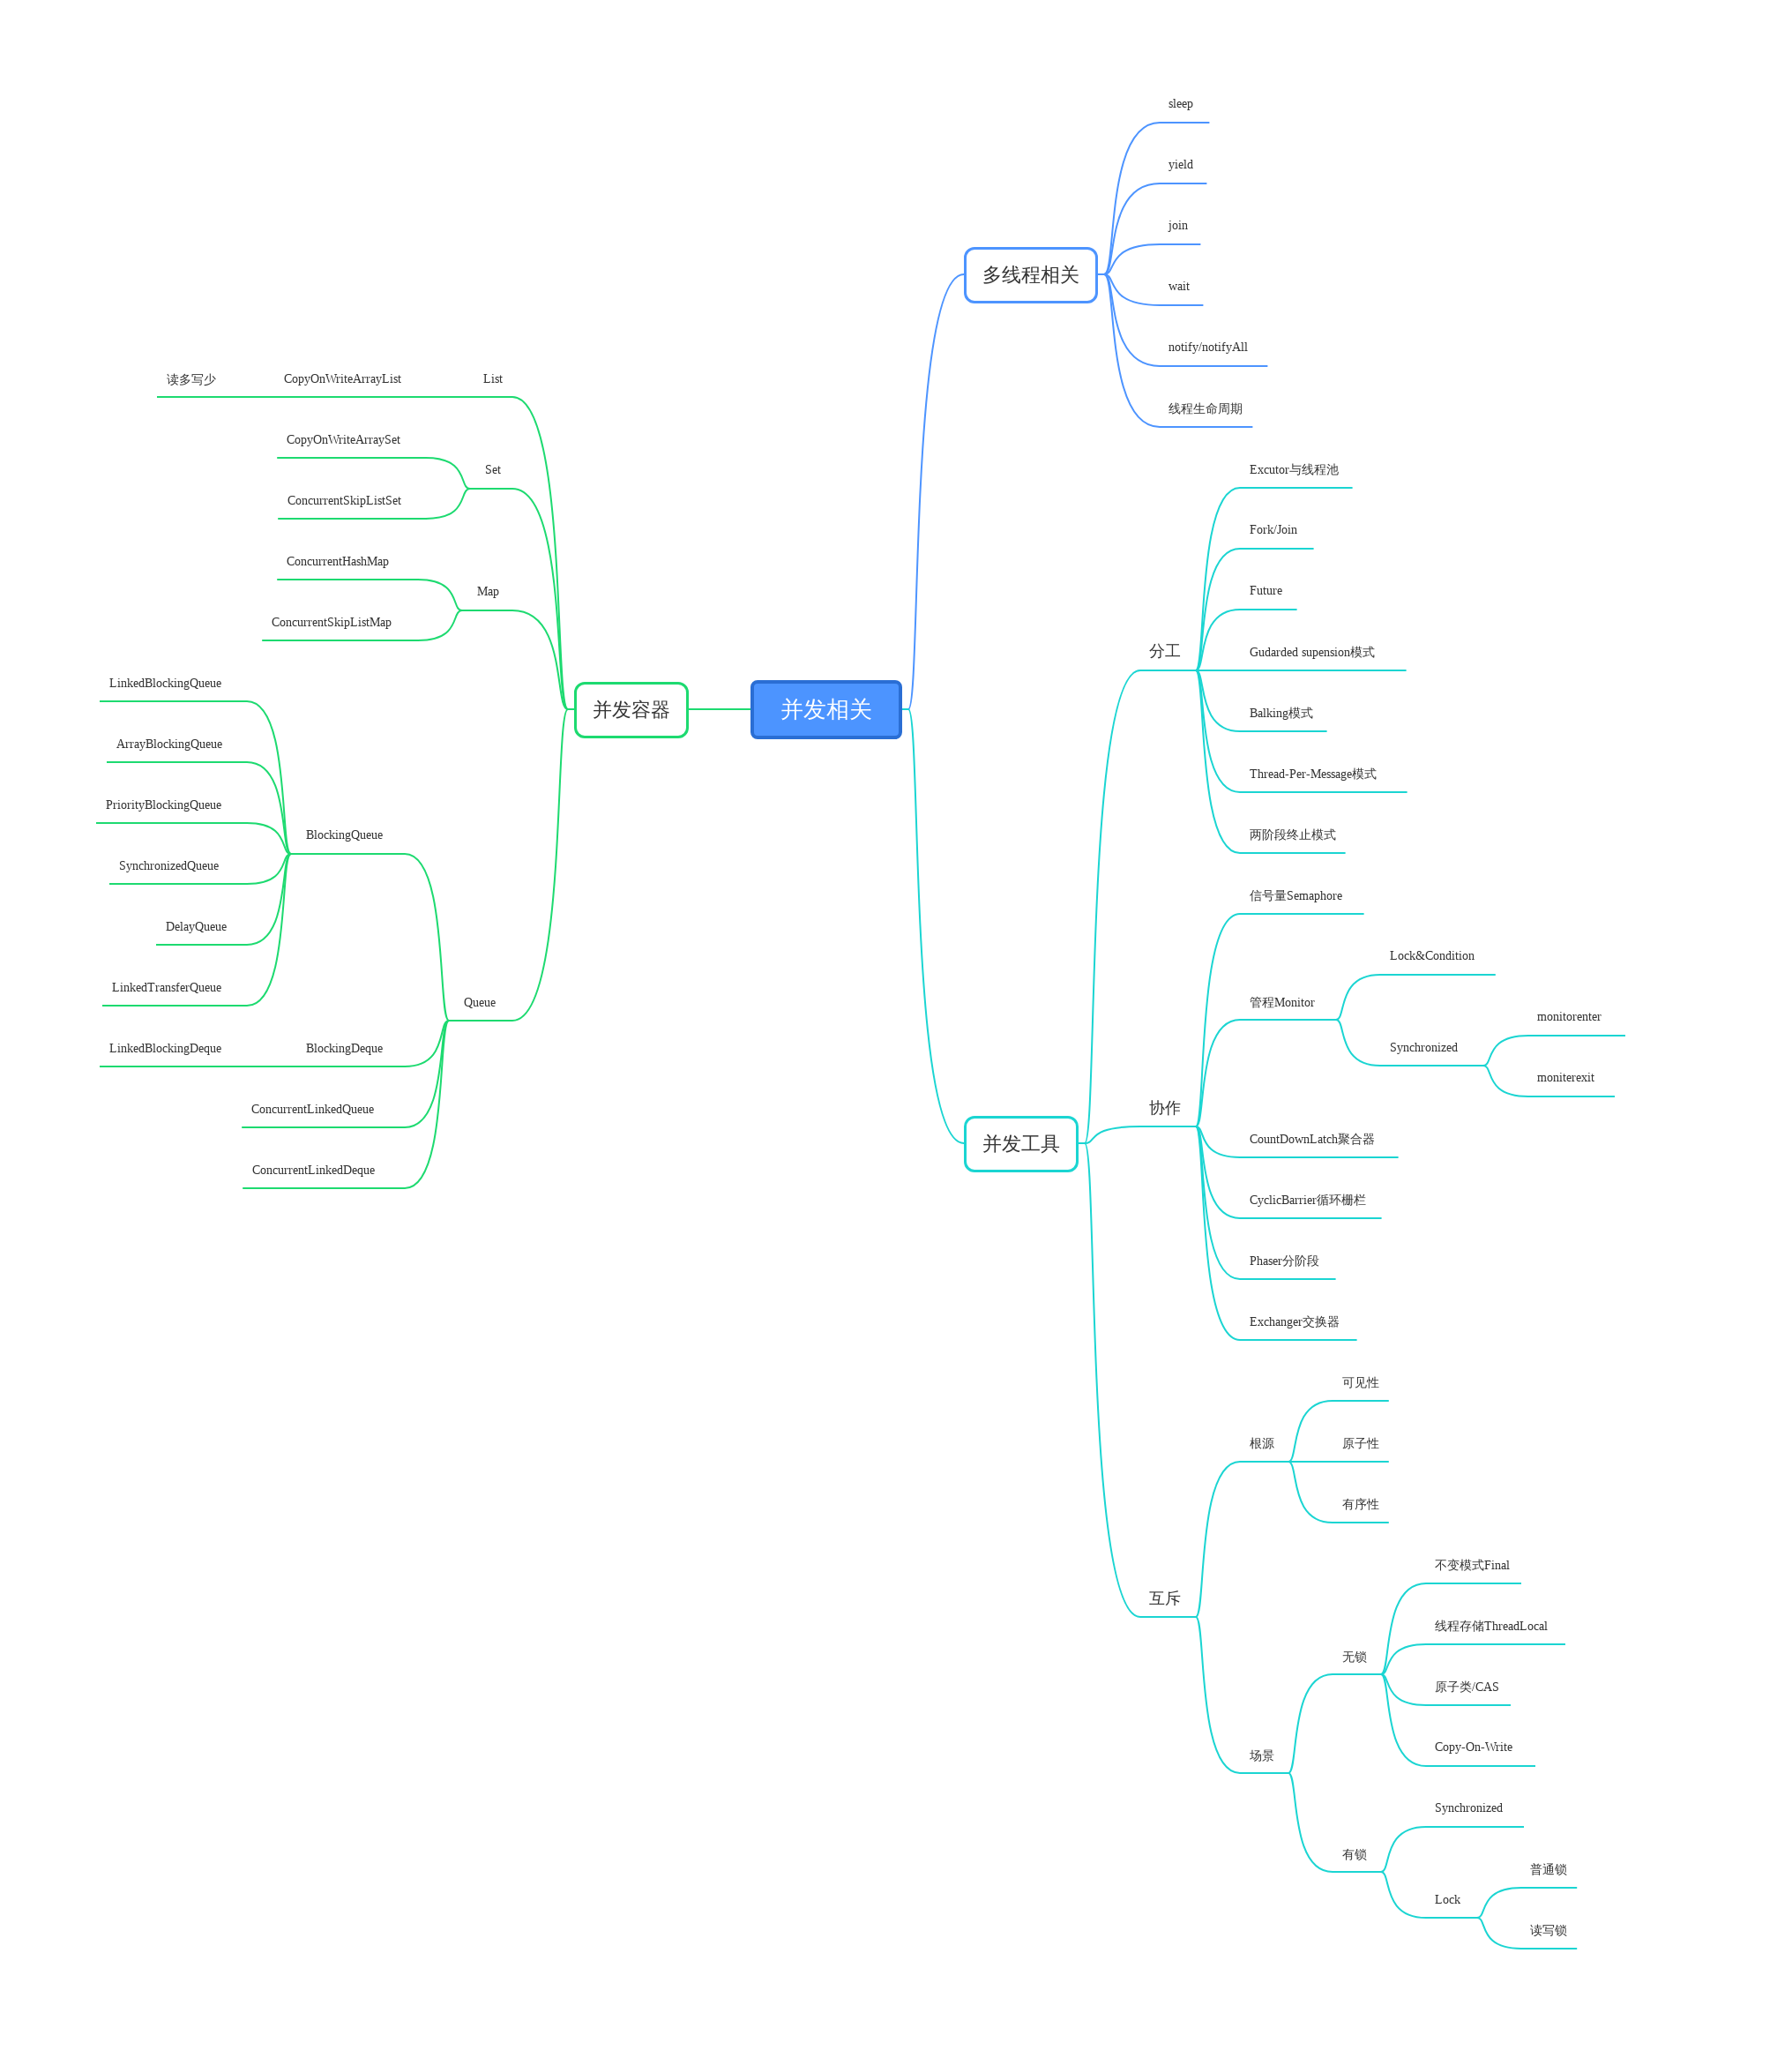 并发相关
多线程相关
sleep
yield
join
wait
notify/notifyAll
线程生命周期
并发工具
分工
Excutor与线程池
Fork/Join
Future
Gudarded supension模式
Balking模式
Thread-Per-Message模式
两阶段终止模式
协作
信号量Semaphore
管程Monitor
Lock&Condition
Synchronized
monitorenter
moniterexit
CountDownLatch聚合器
CyclicBarrier循环栅栏
Phaser分阶段
Exchanger交换器
互斥
根源
可见性
原子性
有序性
场景
无锁
不变模式Final
线程存储ThreadLocal
原子类/CAS
Copy-On-Write
有锁
Synchronized
Lock
普通锁
读写锁
并发容器
List
CopyOnWriteArrayList
读多写少
Set
CopyOnWriteArraySet
ConcurrentSkipListSet
Map
ConcurrentHashMap
ConcurrentSkipListMap
Queue
BlockingQueue
LinkedBlockingQueue
ArrayBlockingQueue
PriorityBlockingQueue
SynchronizedQueue
DelayQueue
LinkedTransferQueue
BlockingDeque
LinkedBlockingDeque
ConcurrentLinkedQueue
ConcurrentLinkedDeque